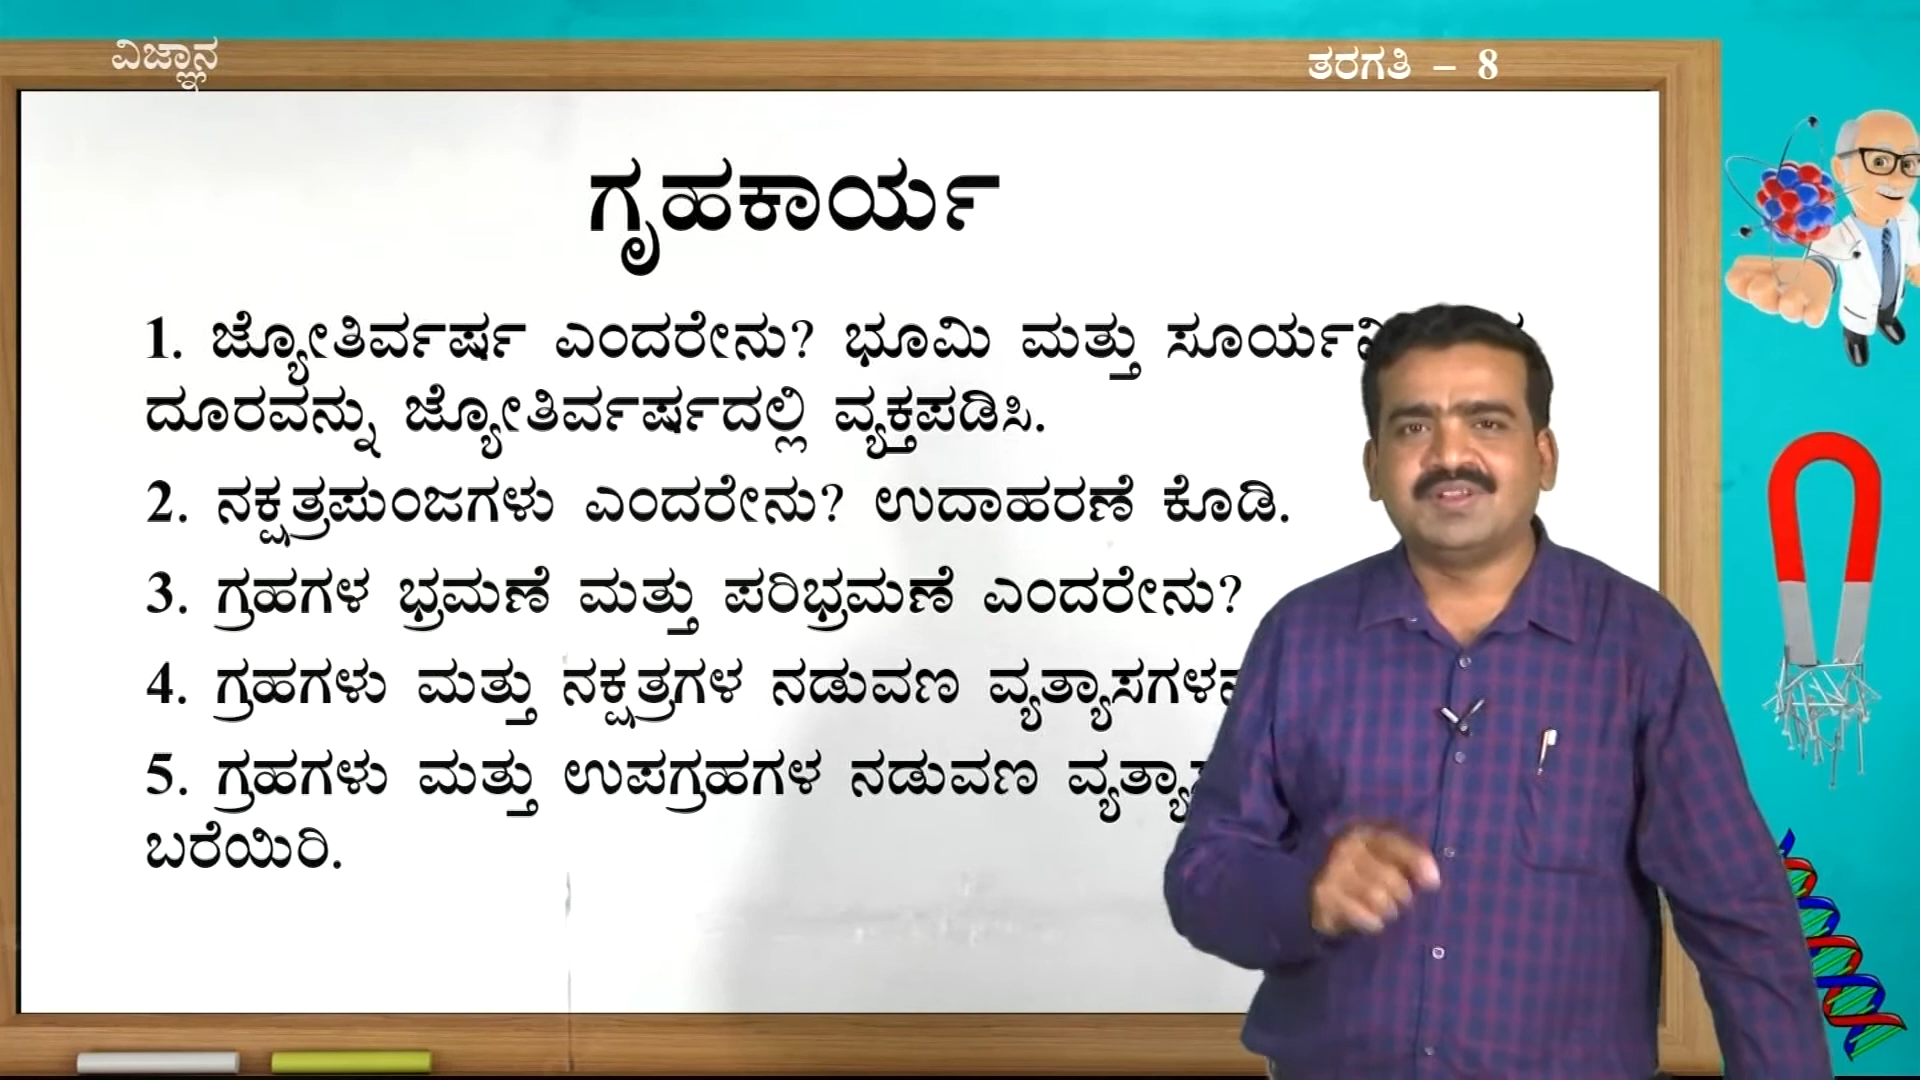 ವಿಜ್ಞಾನ
ತರಗತಿ – 8
ಗೃಹಕಾರ್ಯ
1. ಜ್ಯೋತಿರ್ವರ್ಷ ಎಂದರೇನು? ಭೂಮಿ ಮತ್ತು
ದೂರವನ್ನು ಜ್ಯೋತಿರ್ವರ್ಷದಲ್ಲಿ ವ್ಯಕ್ತಪಡಿಸಿ.
2. ನಕ್ಷತ್ರಪುಂಜಗಳು ಎಂದರೇನು? ಉದಾಹರಣೆ ಕೊಡಿ.
3. ಗ್ರಹಗಳ ಭ್ರಮಣೆ ಮತ್ತು ಪರಿಭ್ರಮಣೆ ಎಂದರೇನು?
4. ಗ್ರಹಗಳು ಮತ್ತು ನಕ್ಷತ್ರಗಳ ನಡುವಣ
5. ಗ್ರಹಗಳು ಮತ್ತು ಉಪಗ್ರಹಗಳ ನಡುವಣ
ಬರೆಯಿರಿ.